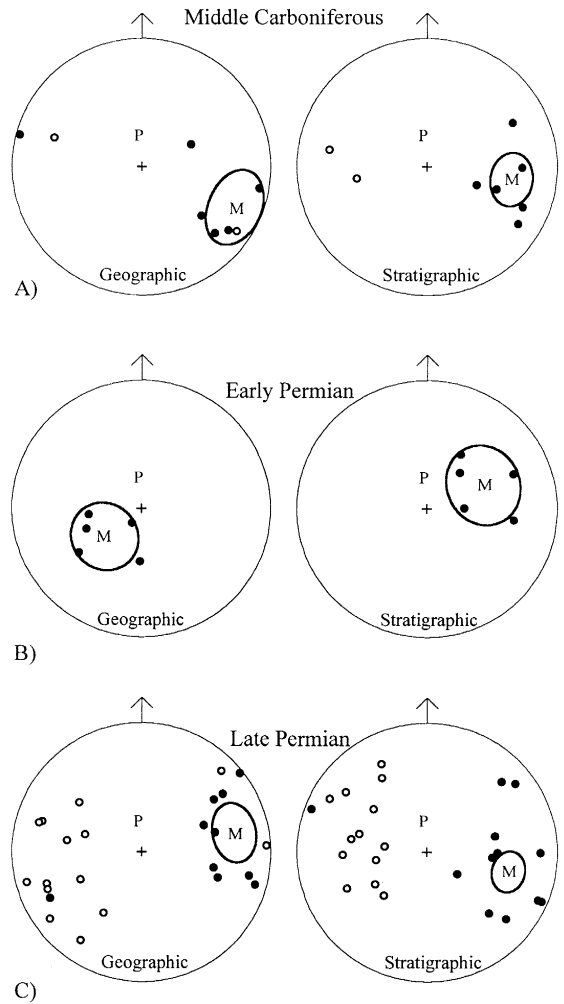 Middle Carboniferous
P
M
Geographic
P
M
Stratigraphic
A)
Early Permian
P
M
Geographic
P
M
Stratigraphic
B)
Late Permian
P
M
Geographic
P
M
Stratigraphic
C)